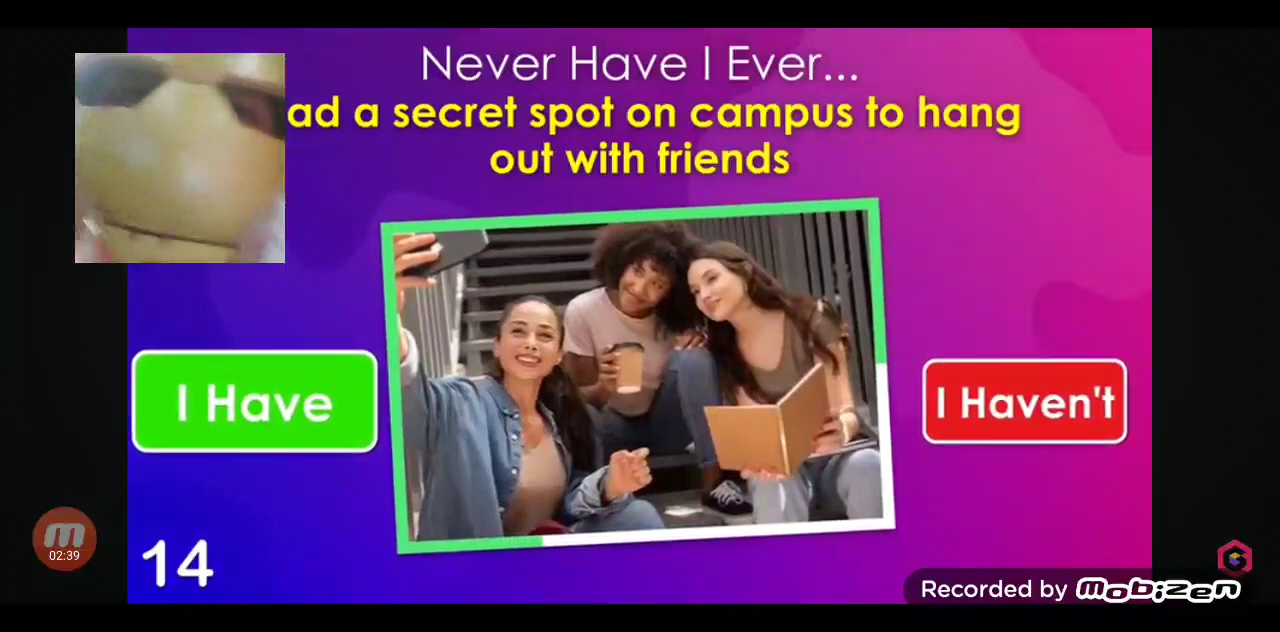 Never Have I Ever...
ad a secret spot on campus to hang
out with friends
I Have
I Haven't
02:39
14
Recorded by Mobizen